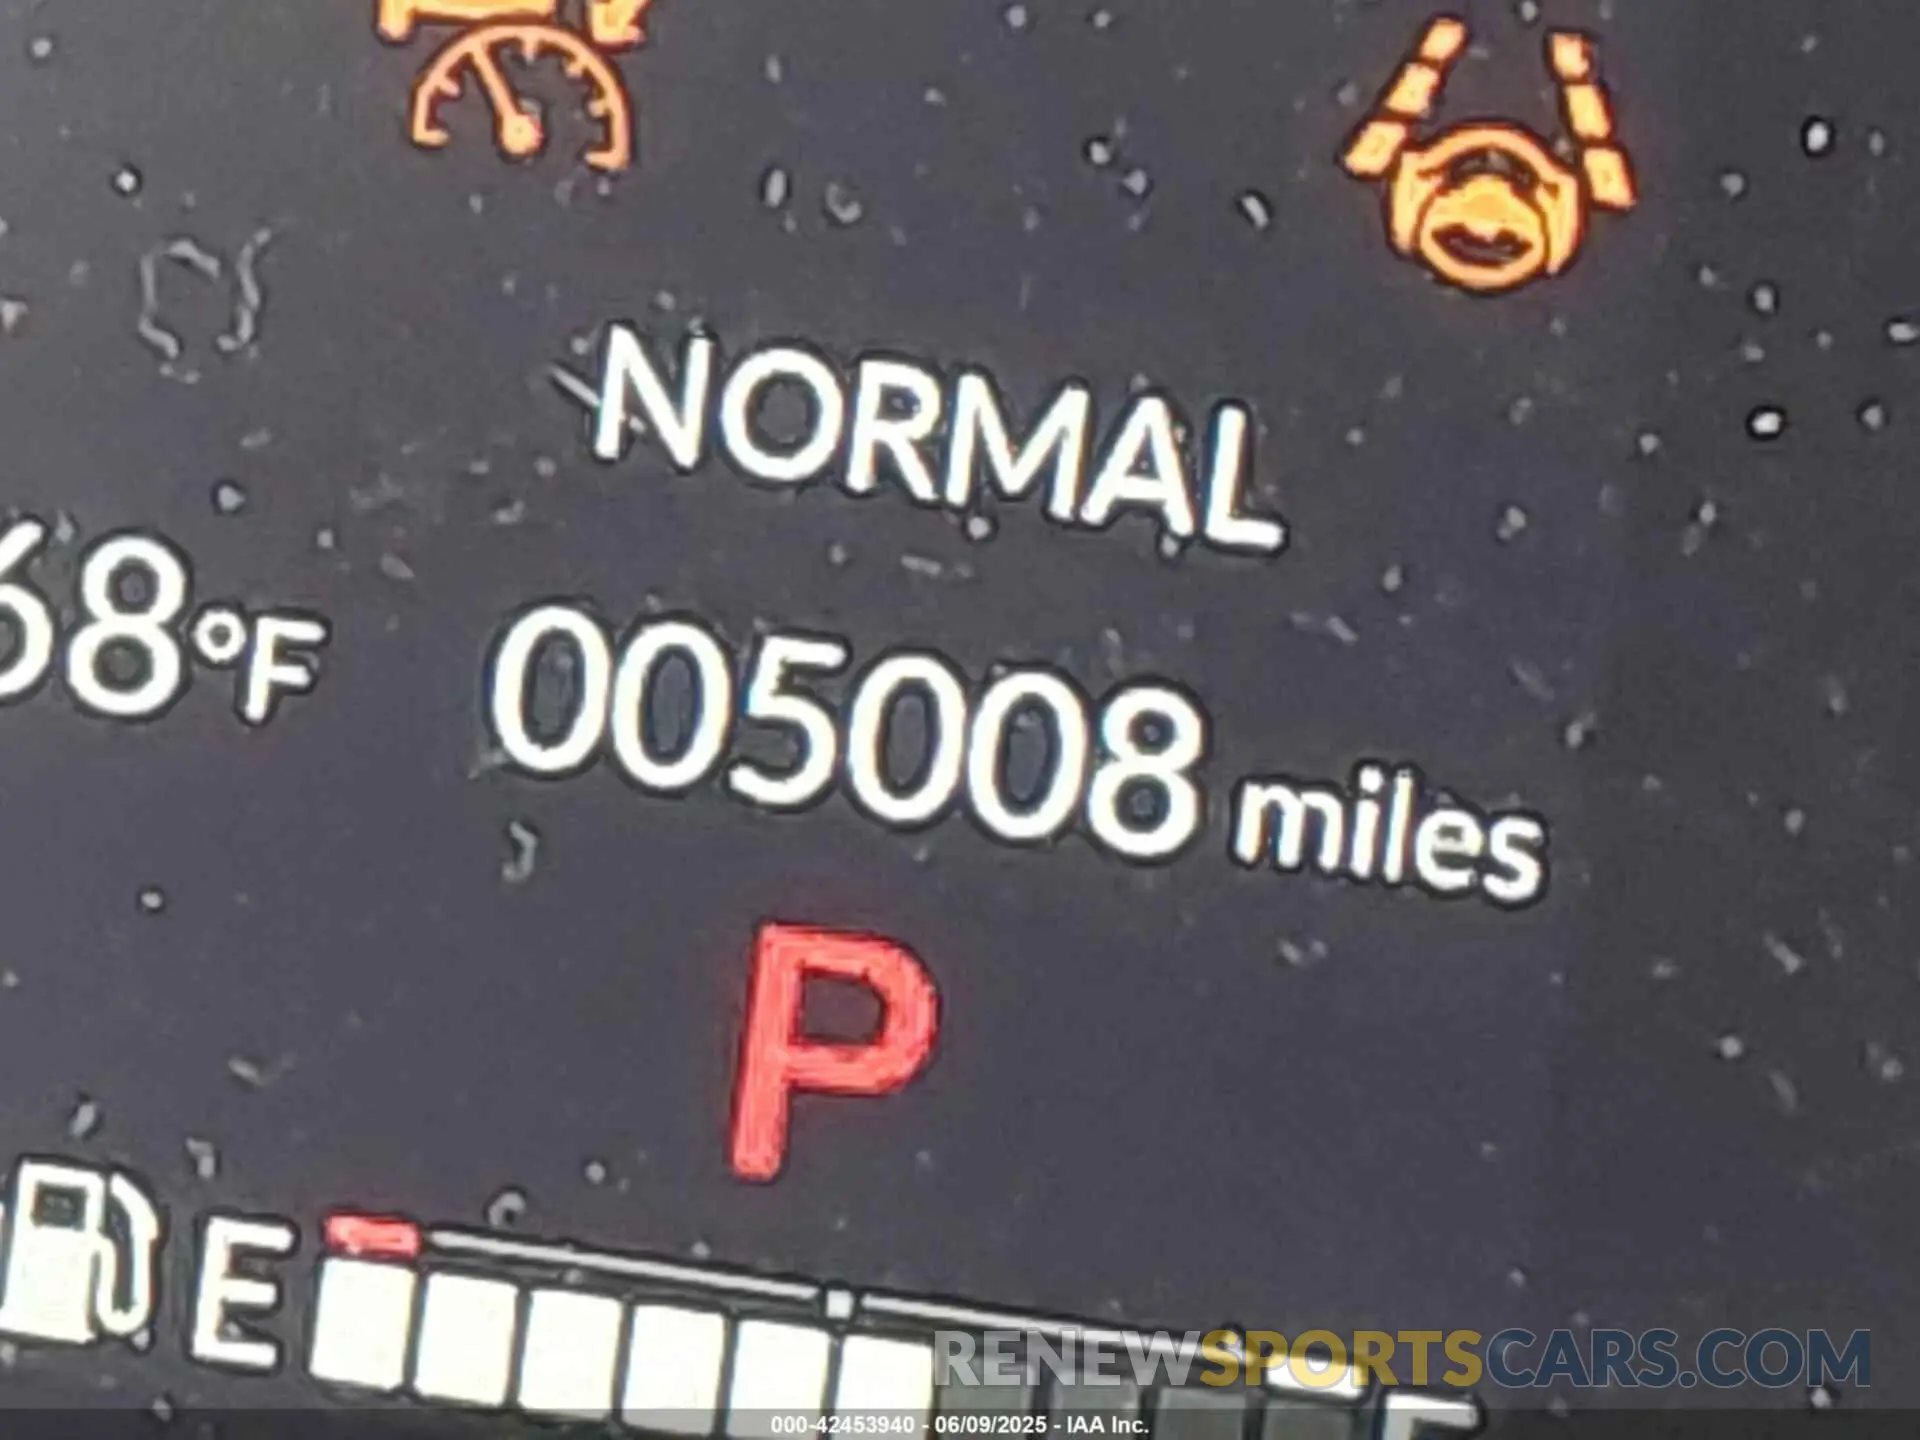 NORMAL
68°F 005008 miles
P
E
RENEWSPORTSCARS.COM
000-42453940 - 06/09/2025 - IAA Inc.